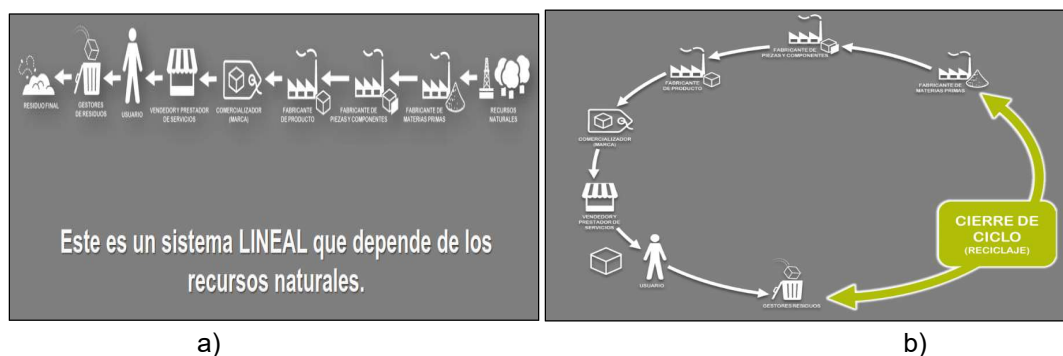 RESIDUO FINAL
GESTORES
DE RESIDUOS
USUARIO
VENDEDOR Y PRESTADOR
DE SERVICIOS
COMERCIALIZADOR
(MARCA)
FABRICANTE
DE PRODUCTO
FABRICANTE DE
PIEZAS Y COMPONENTES
FABRICANTE DE
MATERIAS PRIMAS
RECURSOS
NATURALES
Este es un sistema LINEAL que depende de los
recursos naturales.
a)
FABRICANTE DE
PIEZAS Y COMPONENTES
FABRICANTE
DE PRODUCTO
FABRICANTE DE
MATERIAS PRIMAS
COMERCIALIZADOR
(MARCA)
VENDEDOR Y
PRESTADOR DE
SERVICIOS
USUARIO
GESTORES RESIDUOS
CIERRE DE
CICLO
(RECICLAJE)
b)